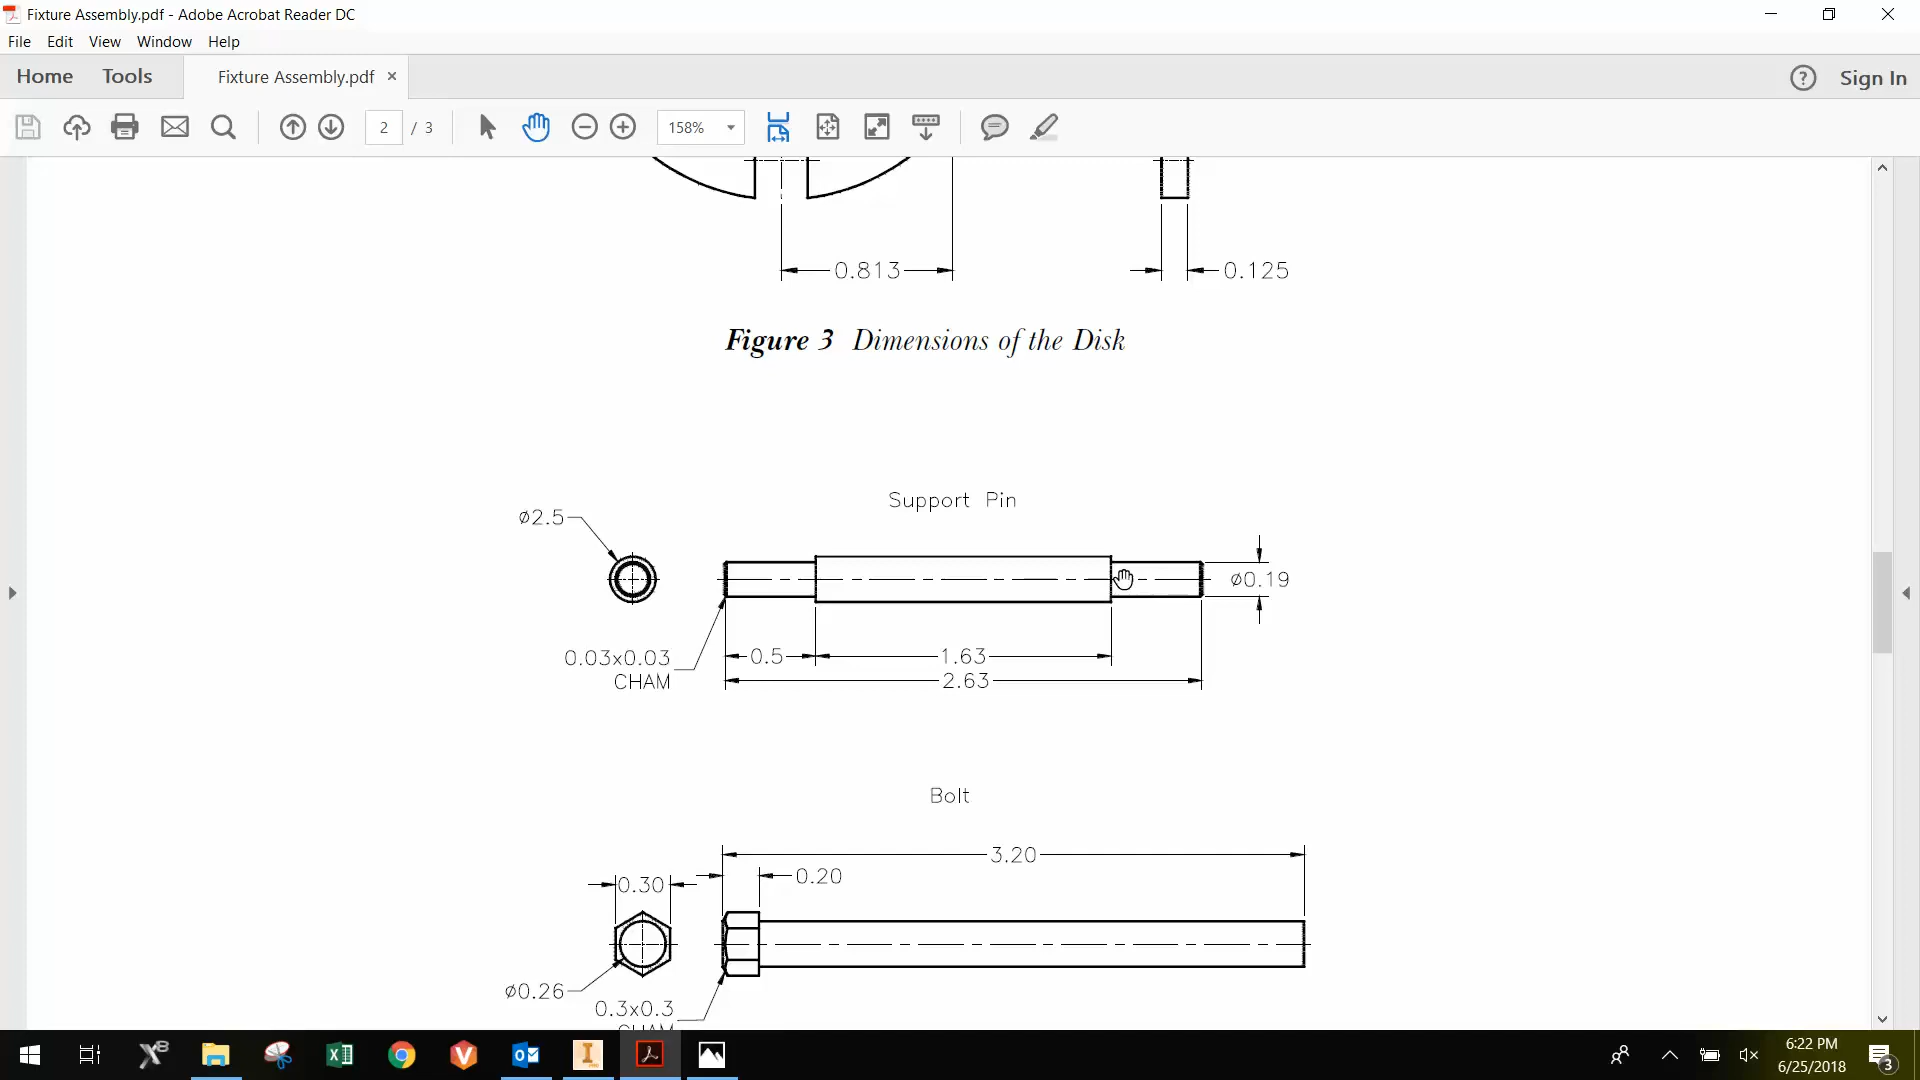 Fixture Assembly.pdf - Adobe Acrobat Reader DC
File Edit View Window Help
Home Tools Fixture Assembly.pdf × Sign In
2 / 3 158%
0.813 0.125
Figure 3 Dimensions of the Disk
Support Pin
ø2.5
ø0.19
0.03x0.03
CHAM
0.5 1.63
2.63
Bolt
3.20
0.30 0.20
ø0.26
0.3x0.3
CHAM
6:22 PM
6/25/2018
3